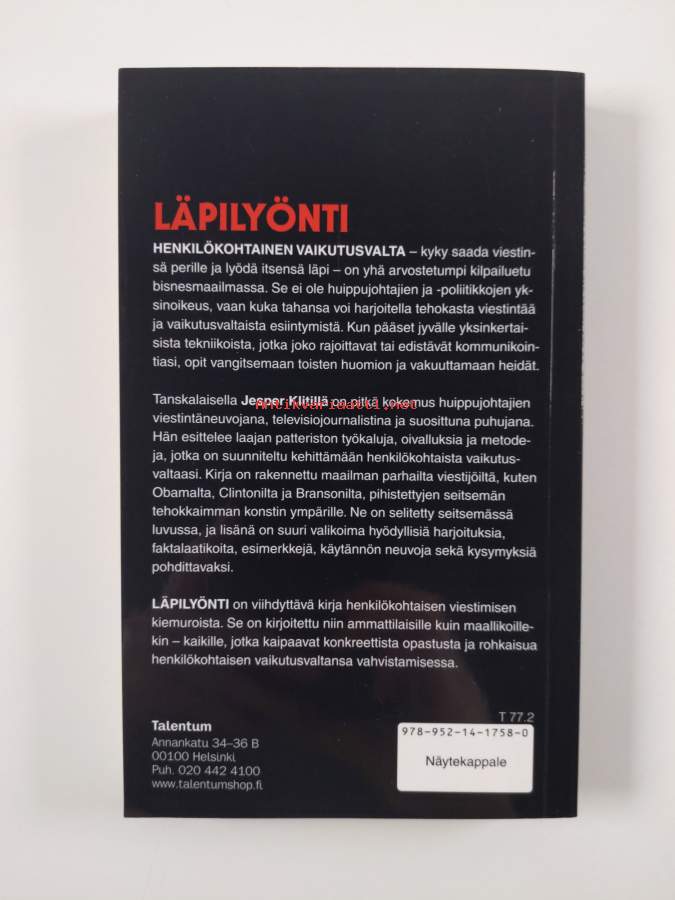 LÄPILYÖNTI
HENKILÖKOHTAINEN VAIKUTUSVALTA – kyky saada viestin-
sä perille ja lyödä itsensä läpi – on yhä arvostetumpi kilpailuetu
bisnesmaailmassa. Se ei ole huippujohtajien ja -poliitikkojen yk-
sinoikeus, vaan kuka tahansa voi harjoitella tehokasta viestintää
ja vaikutusvaltaista esiintymistä. Kun pääset jyvälle yksinkertai-
sista tekniikoista, jotka joko rajoittavat tai edistävät kommunikoin-
tiasi, opit vangitsemaan toisten huomion ja vakuuttamaan heidät.
Tanskalaisella Jesper Klitillä on pitkä kokemus huippujohtajien
Antikvariaatti.net
viestintäneuvojana, televisiojournalistina ja suosittuna puhujana.
Hän esittelee laajan patteriston työkaluja, oivalluksia ja metode-
ja, jotka on suunniteltu kehittämään henkilökohtaista vaikutus-
valtaasi. Kirja on rakennettu maailman parhailta viestijöiltä, kuten
Obamalta, Clintonilta ja Bransonilta, pihistettyjen seitsemän
tehokkaimman konstin ympärille. Ne on selitetty seitsemässä
luvussa, ja lisänä on suuri valikoima hyödyllisiä harjoituksia,
faktalaatikoita, esimerkkejä, käytännön neuvoja sekä kysymyksiä
pohdittavaksi.
LÄPILYÖNTI on viihdyttävä kirja henkilökohtaisen viestimisen
kiemuroista. Se on kirjoitettu niin ammattilaisille kuin maallikoille-
kin – kaikille, jotka kaipaavat konkreettista opastusta ja rohkaisua
henkilökohtaisen vaikutusvaltansa vahvistamisessa.
T 77.2
Talentum
Annankatu 34–36 B
00100 Helsinki
Puh. 020 442 4100
www.talentumshop.fi
978-952-14-1758-0
Näytekappale